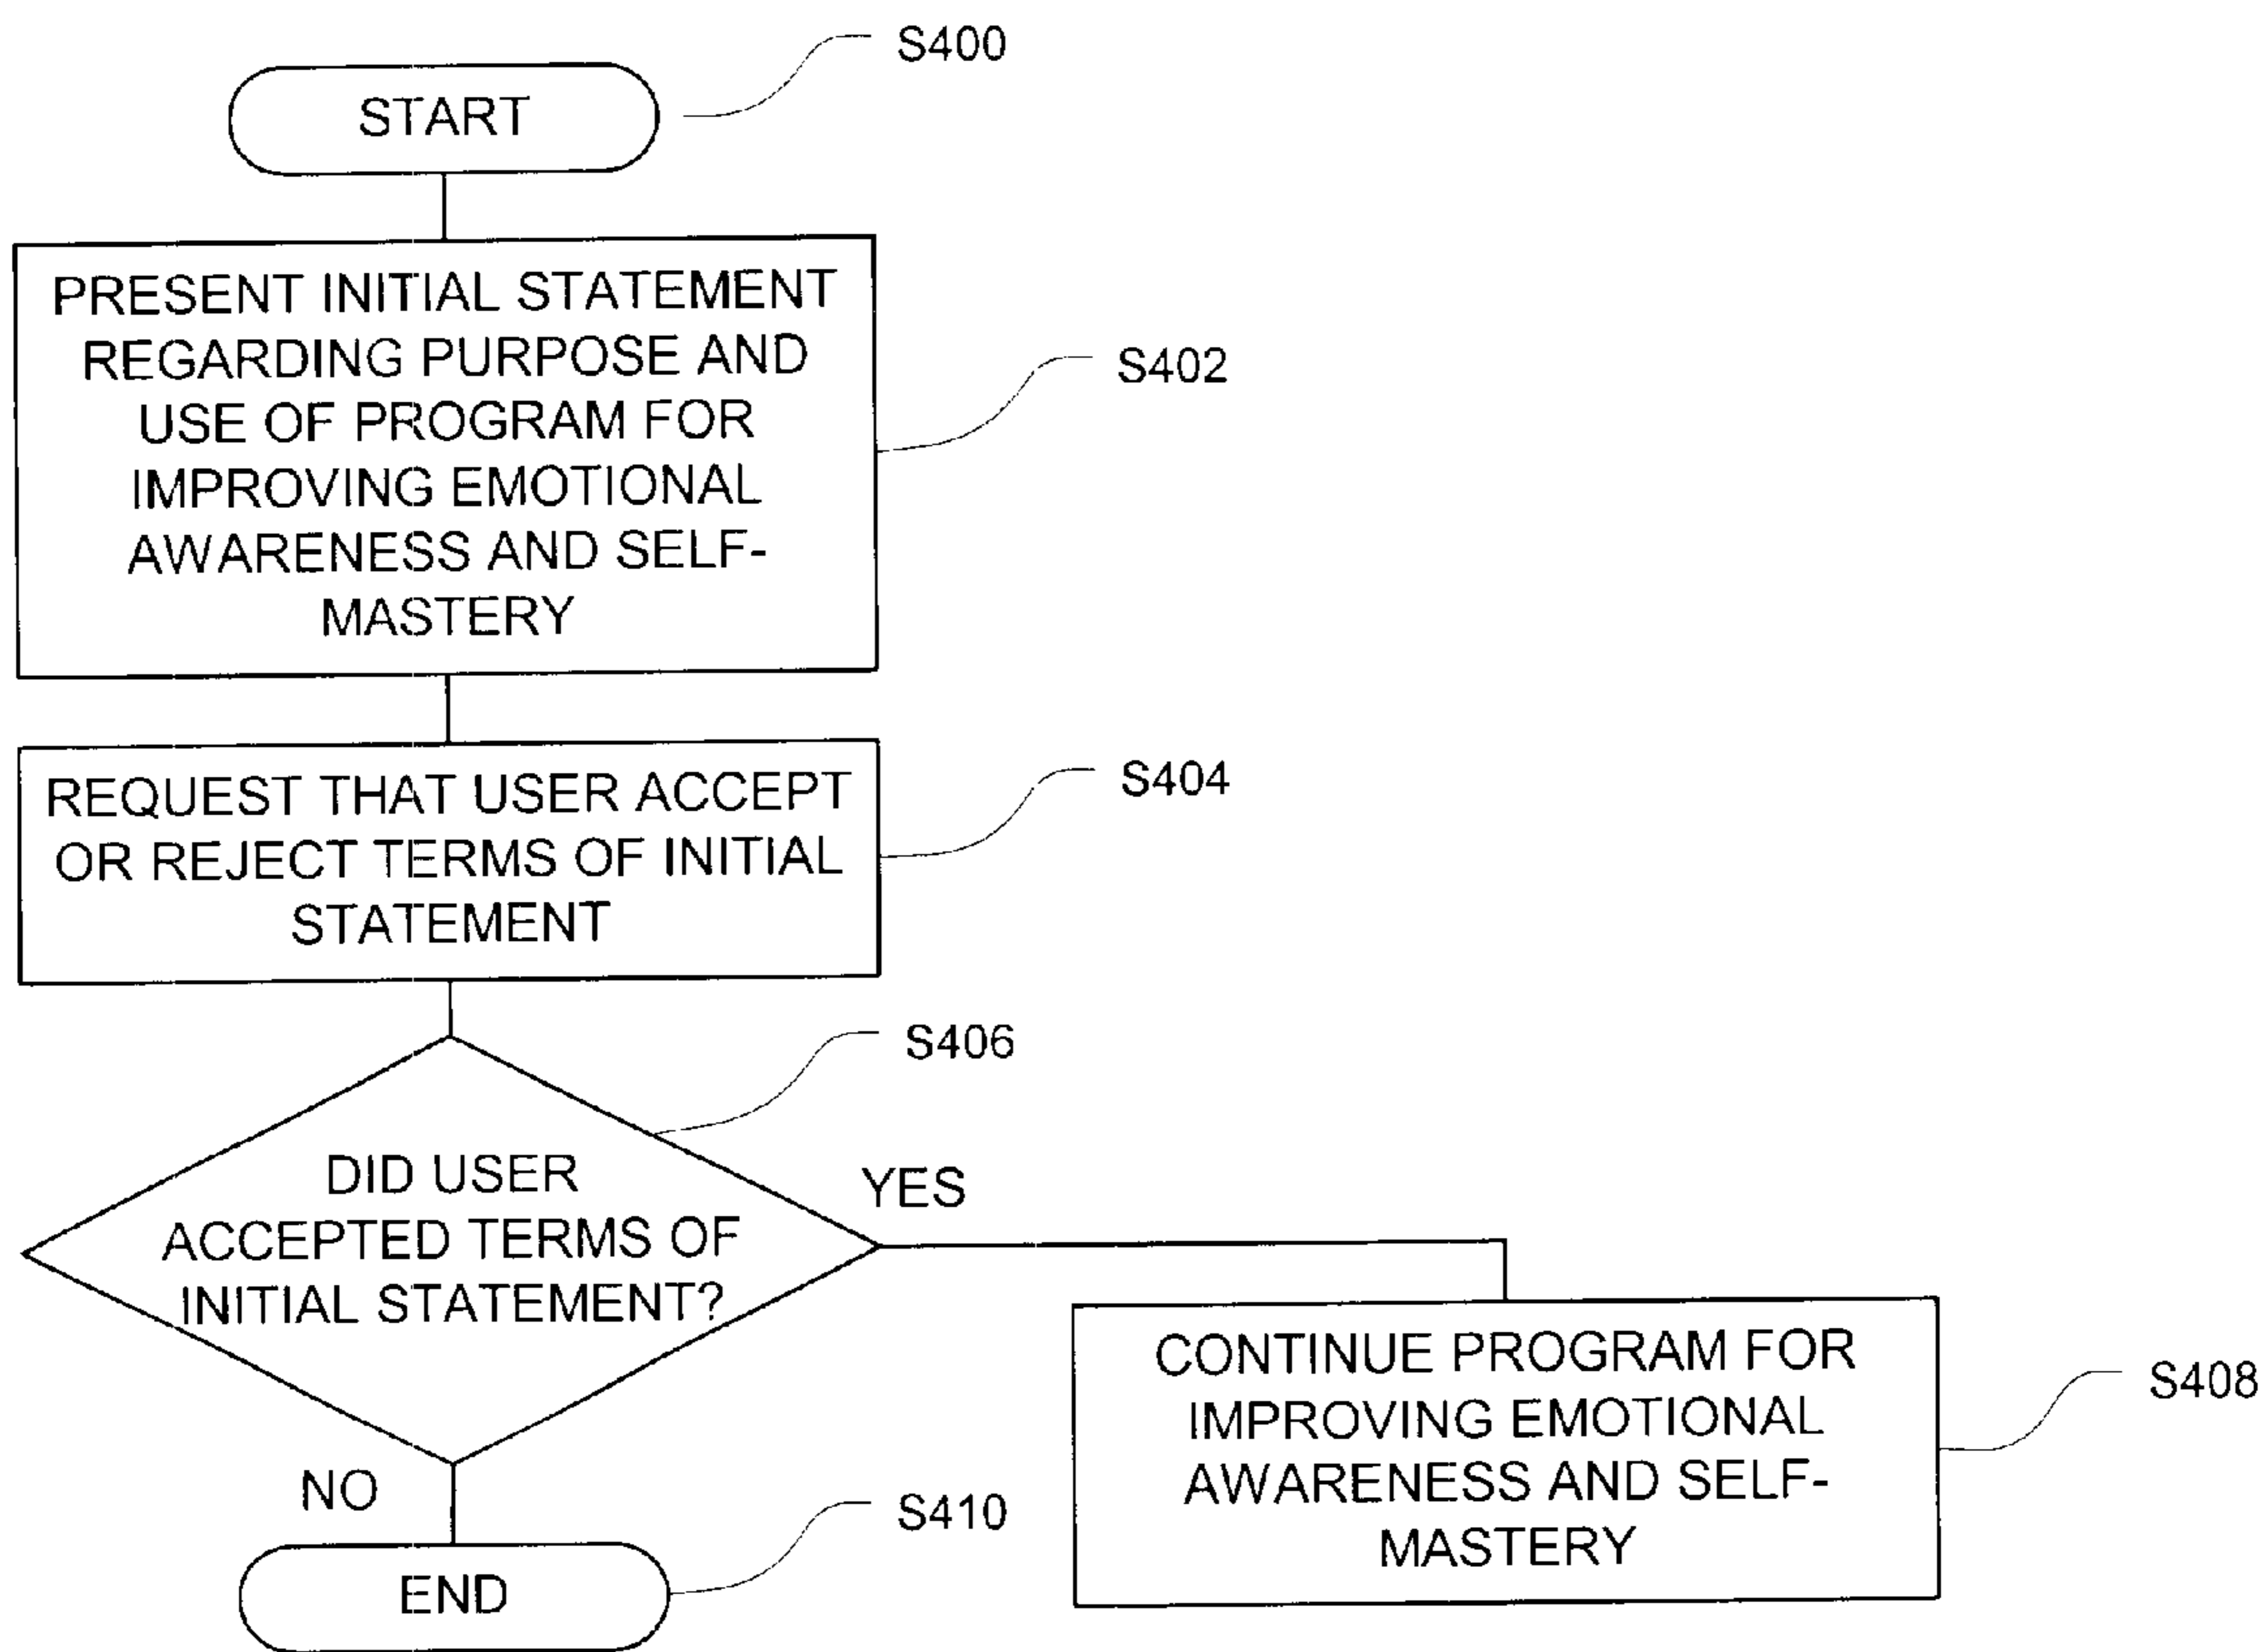 START
S400
PRESENT INITIAL STATEMENT
REGARDING PURPOSE AND
USE OF PROGRAM FOR
IMPROVING EMOTIONAL
AWARENESS AND SELF-
MASTERY
S402
REQUEST THAT USER ACCEPT
OR REJECT TERMS OF INITIAL
STATEMENT
S404
DID USER
ACCEPTED TERMS OF
INITIAL STATEMENT?
S406
YES
CONTINUE PROGRAM FOR
IMPROVING EMOTIONAL
AWARENESS AND SELF-
MASTERY
S408
NO
END
S410